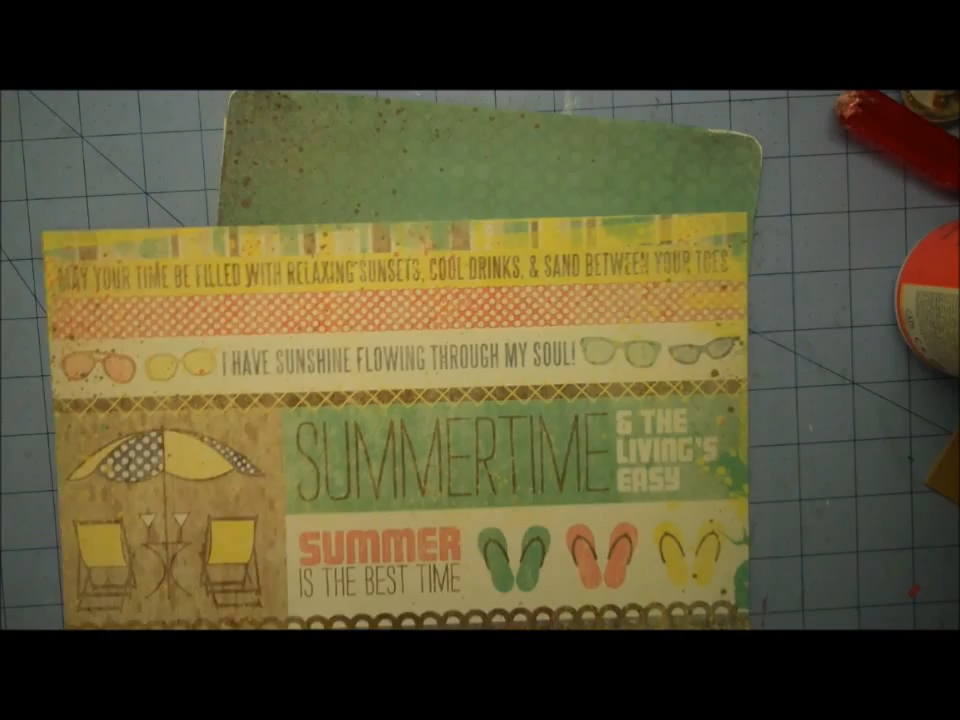 MAY YOUR TIME BE FILLED WITH RELAXING SUNSETS, COOL DRINKS, & SAND BETWEEN YOUR TOES
I HAVE SUNSHINE FLOWING THROUGH MY SOUL!
SUMMERTIME
& THE
LIVING'S
EASY
SUMMER
IS THE BEST TIME